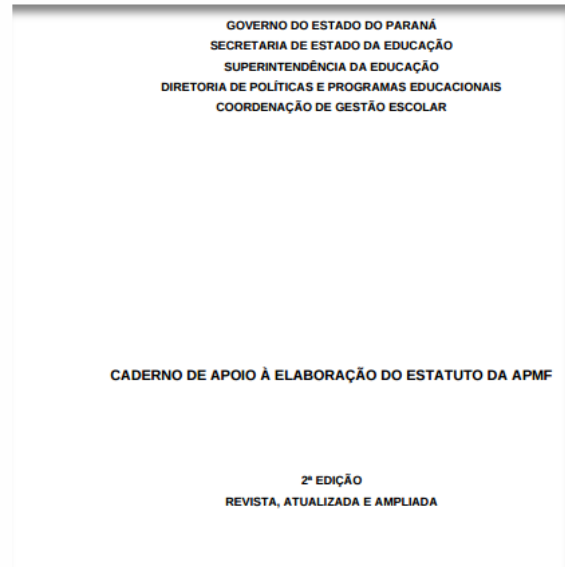 GOVERNO DO ESTADO DO PARANÁ
SECRETARIA DE ESTADO DA EDUCAÇÃO
SUPERINTENDÊNCIA DA EDUCAÇÃO
DIRETORIA DE POLÍTICAS E PROGRAMAS EDUCACIONAIS
COORDENAÇÃO DE GESTÃO ESCOLAR
CADERNO DE APOIO À ELABORAÇÃO DO ESTATUTO DA APMF
2ª EDIÇÃO
REVISTA, ATUALIZADA E AMPLIADA